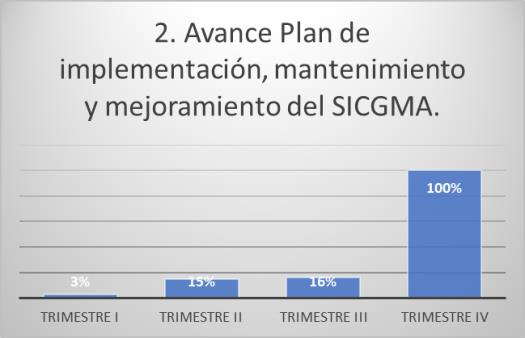 2. Avance Plan de
implementación, mantenimiento
y mejoramiento del SICGMA.
100%
3%
15%
16%
TRIMESTRE I
TRIMESTRE II
TRIMESTRE III
TRIMESTRE IV